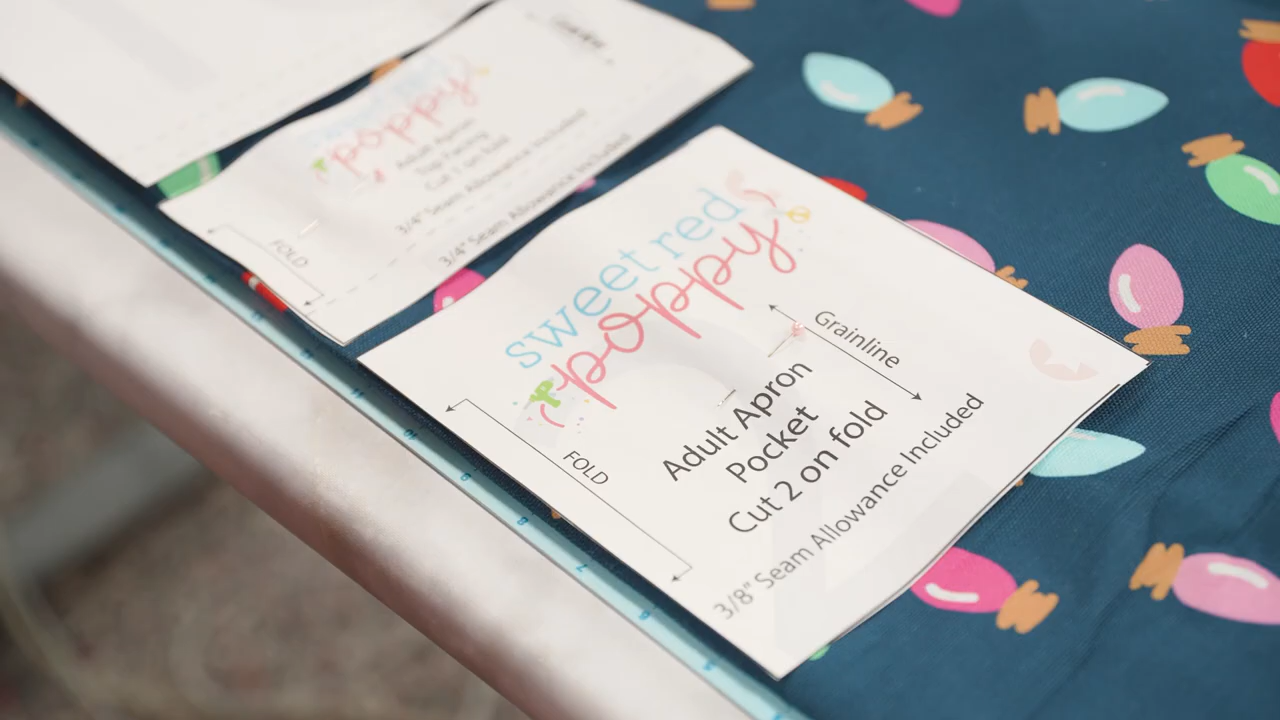 poppy
Adult Apron
Top Facing
Cut 1 on fold
3/4" Seam Allowance Included
3/4" Seam Allowance Included
FOLD
sweet red
poppy
Grainline
Adult Apron
Pocket
Cut 2 on fold
FOLD
3/8" Seam Allowance Included